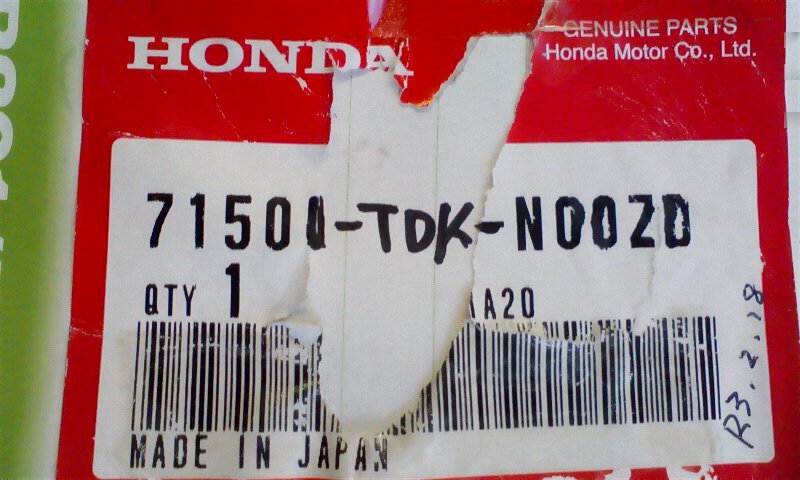 HONDA
GENUINE PARTS
Honda Motor Co., Ltd.
71500-TDK-N00ZD
QTY 1
A20
MADE IN JAPAN
R3.2.18